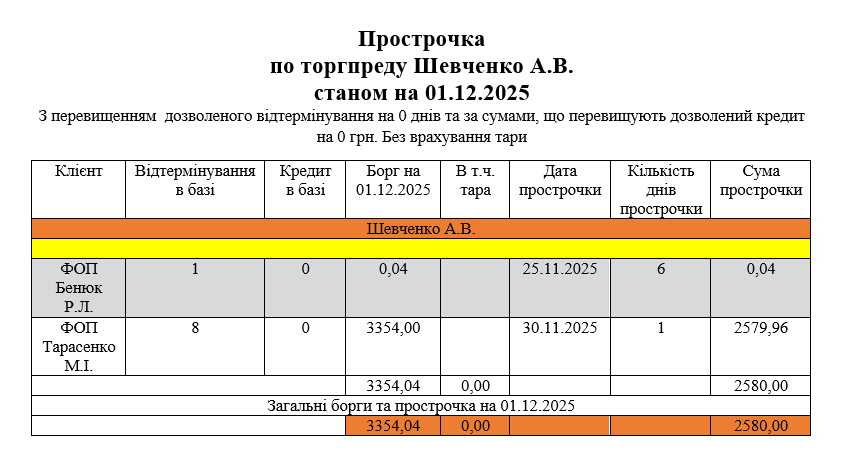 Прострочка
по торгпреду Шевченко А.В.
станом на 01.12.2025
З перевищенням дозволеного відтермінування на 0 днів та за сумами, що перевищують дозволений кредит
на 0 грн. Без врахування тари
Клієнт Відтермінування в базі Кредит в базі Борг на 01.12.2025 В т.ч. тара Дата прострочки Кількість днів прострочки Сума прострочки
Шевченко А.В.
ФОП Бенюк Р.Л. 1 0 0,04 25.11.2025 6 0,04
ФОП Тарасенко М.І. 8 0 3354,00 30.11.2025 1 2579,96
3354,04 0,00 2580,00
Загальні борги та прострочка на 01.12.2025
3354,04 0,00 2580,00